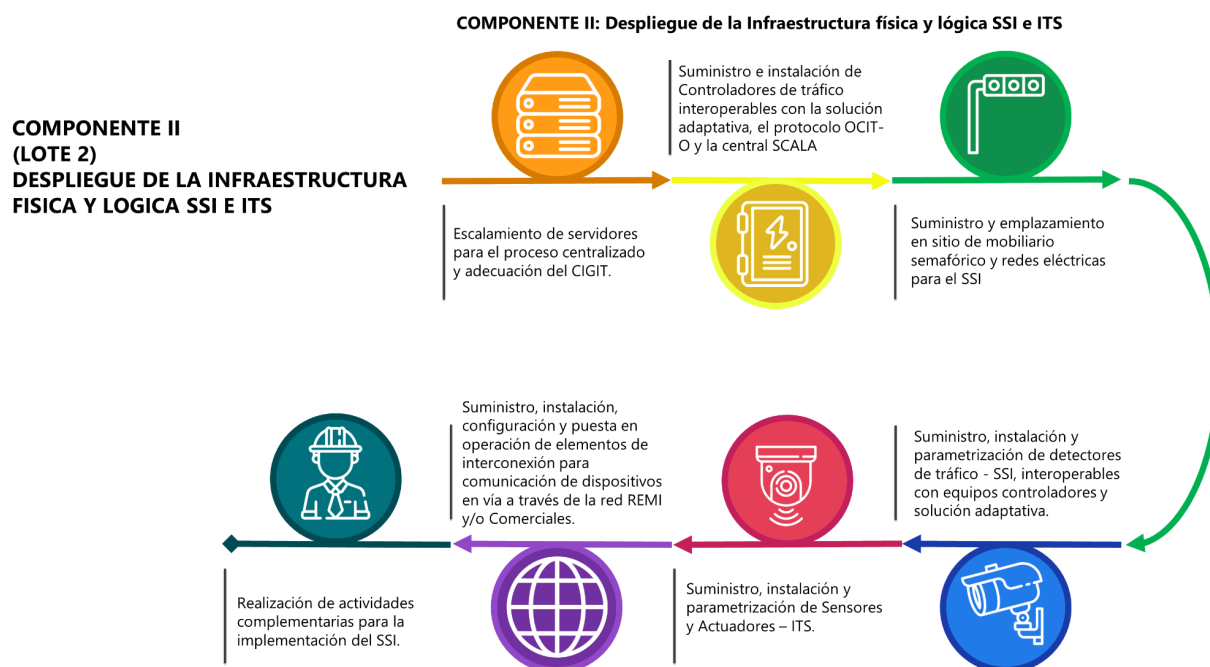 COMPONENTE II: Despliegue de la Infraestructura física y lógica SSI e ITS
COMPONENTE II
(LOTE 2)
DESPLIEGUE DE LA INFRAESTRUCTURA
FISICA Y LOGICA SSI E ITS
Escalamiento de servidores
para el proceso centralizado
y adecuación del CIGIT.
Suministro e instalación de
Controladores de tráfico
interoperables con la solución
adaptativa, el protocolo OCIT-
O y la central SCALA
Suministro y emplazamiento
en sitio de mobiliario
semafórico y redes eléctricas
para el SSI
Suministro, instalación y
parametrización de detectores
de tráfico - SSI, interoperables
con equipos controladores y
solución adaptativa.
Suministro, instalación y
parametrización de Sensores
y Actuadores – ITS.
Suministro, instalación,
configuración y puesta en
operación de elementos de
interconexión para
comunicación de dispositivos
en vía a través de la red REMI
y/o Comerciales.
Realización de actividades
complementarias para la
implementación del SSI.